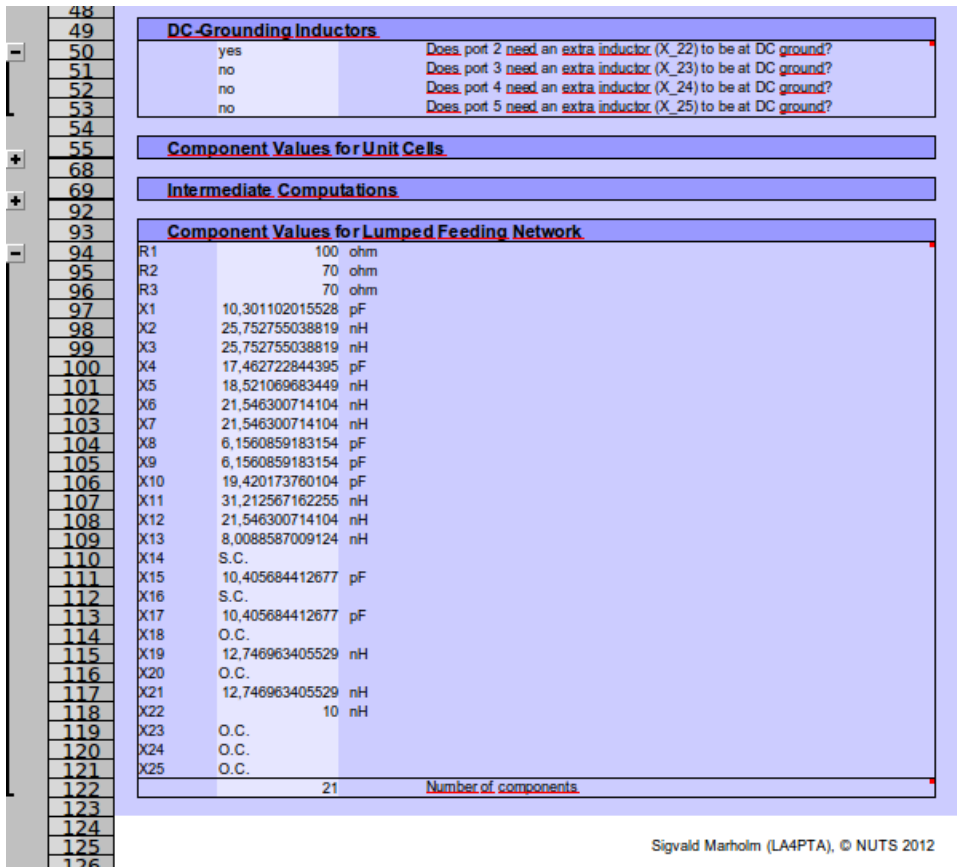 48
49 DC-Grounding Inductors
50 yes Does port 2 need an extra inductor (X_22) to be at DC ground?
51 no Does port 3 need an extra inductor (X_23) to be at DC ground?
52 no Does port 4 need an extra inductor (X_24) to be at DC ground?
53 no Does port 5 need an extra inductor (X_25) to be at DC ground?
54
55 Component Values for Unit Cells
68
69 Intermediate Computations
92
93 Component Values for Lumped Feeding Network
94 R1 100 ohm
95 R2 70 ohm
96 R3 70 ohm
97 X1 10,301102015528 pF
98 X2 25,752755038819 nH
99 X3 25,752755038819 nH
100 X4 17,462722844395 pF
101 X5 18,521069683449 nH
102 X6 21,546300714104 nH
103 X7 21,546300714104 nH
104 X8 6,1560859183154 pF
105 X9 6,1560859183154 pF
106 X10 19,420173760104 pF
107 X11 31,212567162255 nH
108 X12 21,546300714104 nH
109 X13 8,0088587009124 nH
110 X14 S.C.
111 X15 10,405684412677 pF
112 X16 S.C.
113 X17 10,405684412677 pF
114 X18 O.C.
115 X19 12,746963405529 nH
116 X20 O.C.
117 X21 12,746963405529 nH
118 X22 10 nH
119 X23 O.C.
120 X24 O.C.
121 X25 O.C.
122 21 Number of components
123
124
125 Sigvald Marholm (LA4PTA), © NUTS 2012
126